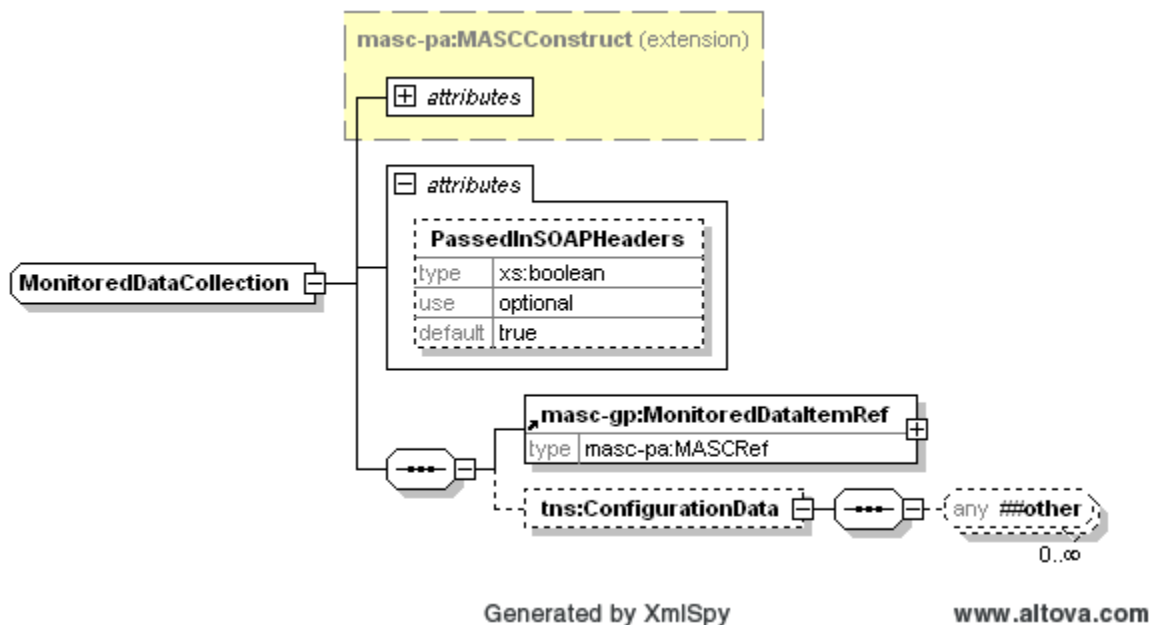 masc-pa:MASCConstruct (extension)
attributes
attributes
PassedInSOAPHeaders
type xs:boolean
use optional
default true
MonitoredDataCollection
masc-gp:MonitoredDataItemRef
type masc-pa:MASCRef
tns:ConfigurationData
any ##other
0..∞
Generated by XmlSpy
www.altova.com